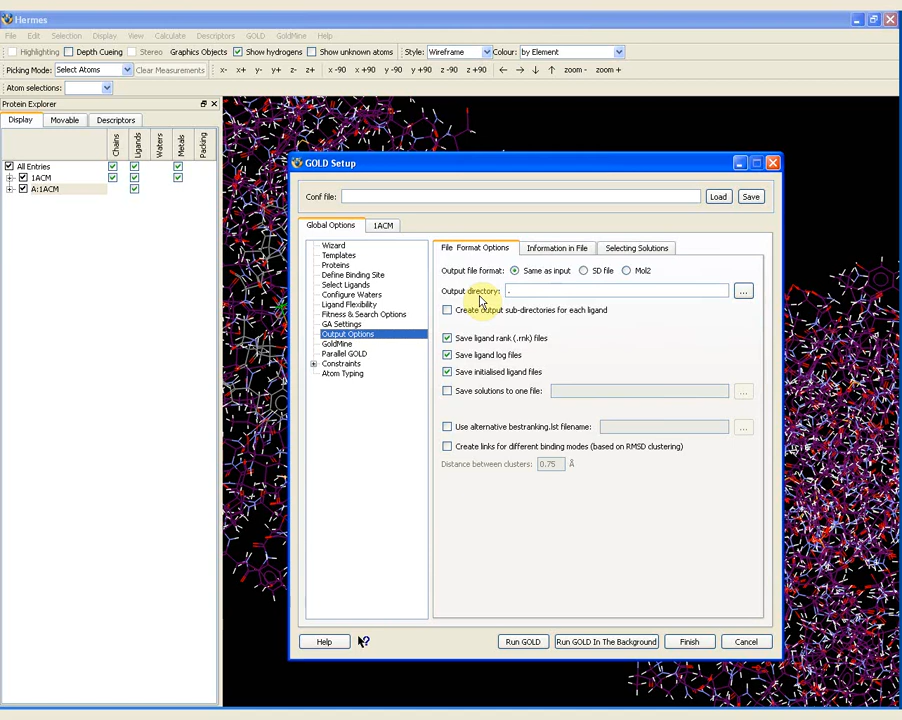 Hermes
File Edit Selection Display View Calculate Descriptors GOLD GoldMine Help
Highlighting Depth Cueing Stereo Graphics Objects Show hydrogens Show unknown atoms Style: Wireframe Colour: by Element
Picking Mode: Select Atoms Clear Measurements x- x+ y- y+ z- z+ x -90 x +90 y -90 y +90 z -90 z +90 zoom - zoom +
Atom selections:
Protein Explorer
Display Movable Descriptors
Chains Ligands Waters Metals Packing
All Entries
1ACM
A:1ACM
GOLD Setup
Conf file: Load Save
Global Options 1ACM
Wizard
Templates
Proteins
Define Binding Site
Select Ligands
Configure Waters
Ligand Flexibility
Fitness & Search Options
GA Settings
Output Options
GoldMine
Parallel GOLD
Constraints
Atom Typing
File Format Options Information in File Selecting Solutions
Output file format: Same as input SD file Mol2
Output directory: . ...
Create output sub-directories for each ligand
Save ligand rank (.rnk) files
Save ligand log files
Save initialised ligand files
Save solutions to one file: ...
Use alternative bestranking.lst filename: ...
Create links for different binding modes (based on RMSD clustering)
Distance between clusters: 0.75 Å
Help ? Run GOLD Run GOLD In The Background Finish Cancel